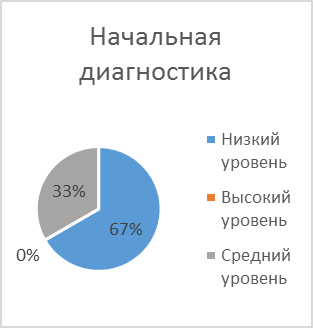 Начальная
диагностика
33%
67%
0%
Низкий
уровень
Высокий
уровень
Средний
уровень